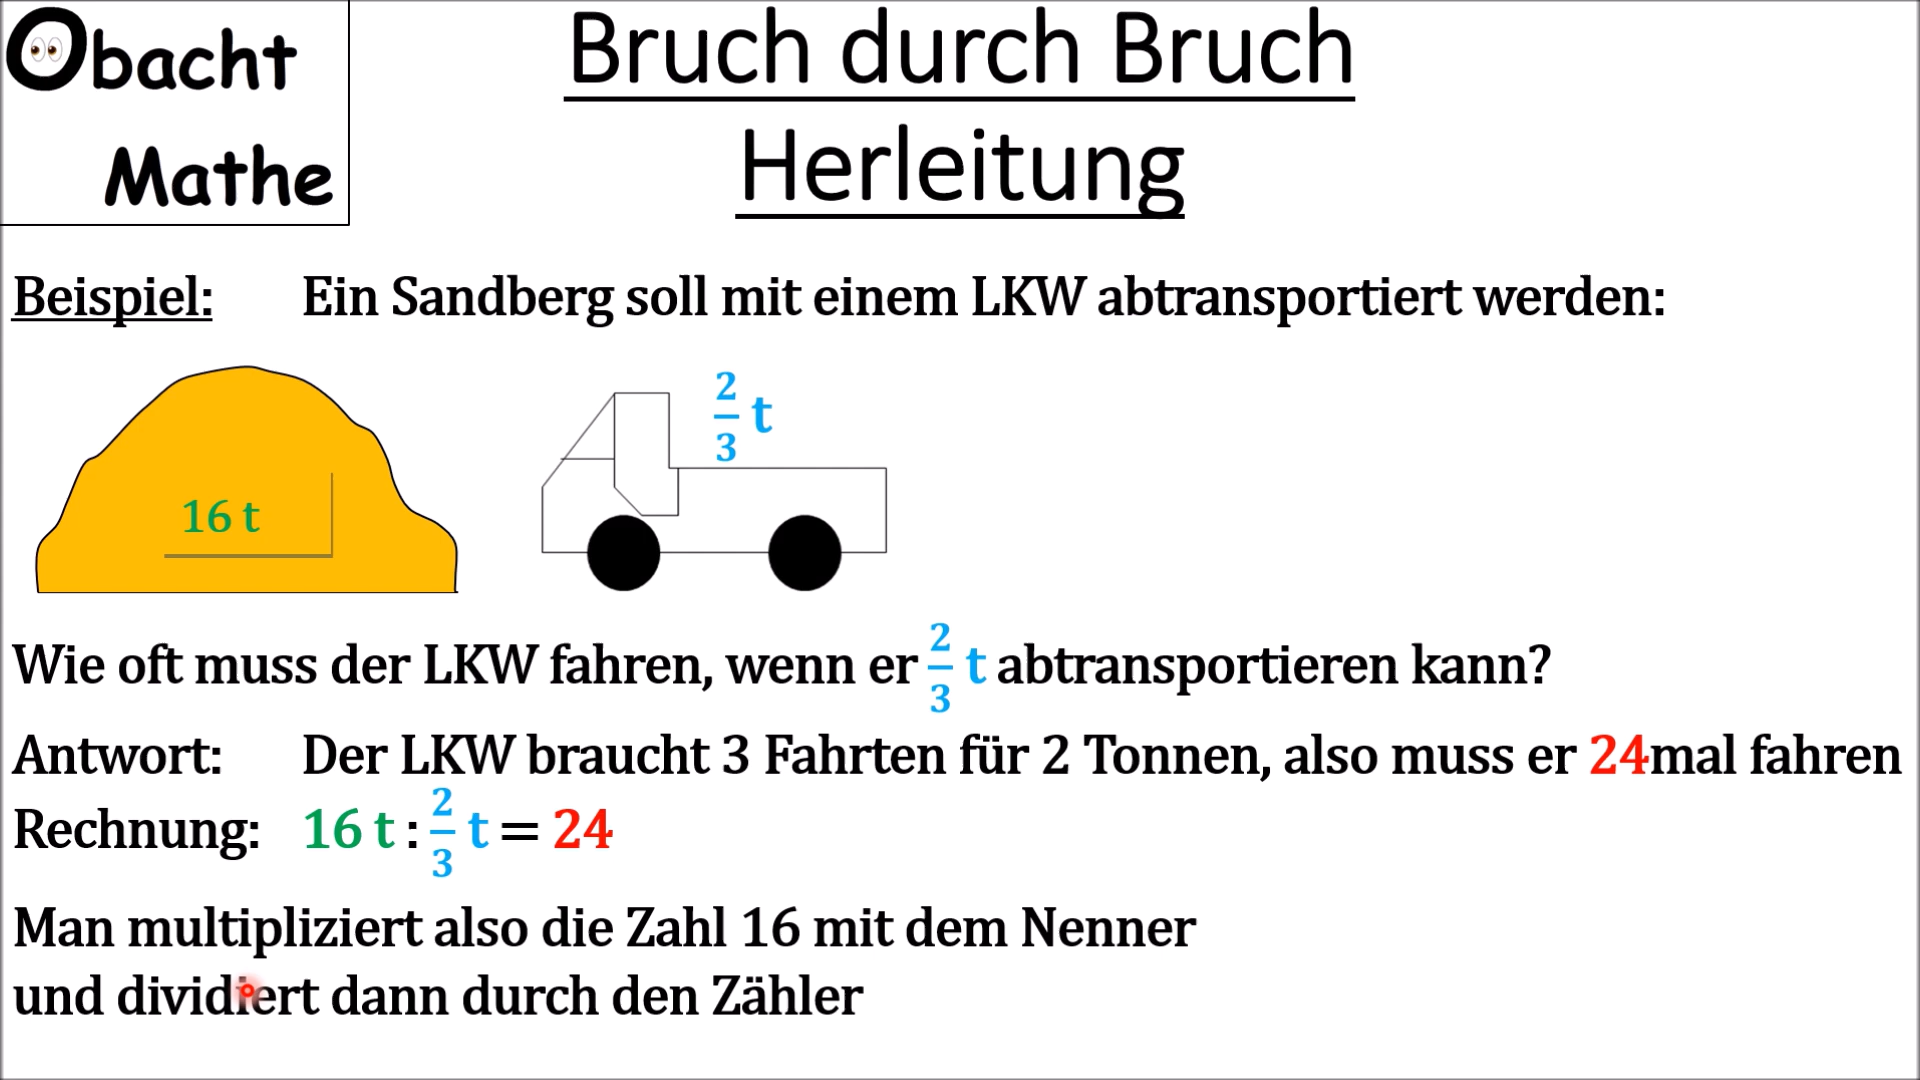 Obacht
Mathe
Bruch durch Bruch
Herleitung
Beispiel: Ein Sandberg soll mit einem LKW abtransportiert werden:
2/3 t
16 t
Wie oft muss der LKW fahren, wenn er 2/3 t abtransportieren kann?
Antwort: Der LKW braucht 3 Fahrten für 2 Tonnen, also muss er 24mal fahren
Rechnung: 16 t : 2/3 t = 24
Man multipliziert also die Zahl 16 mit dem Nenner
und dividiert dann durch den Zähler